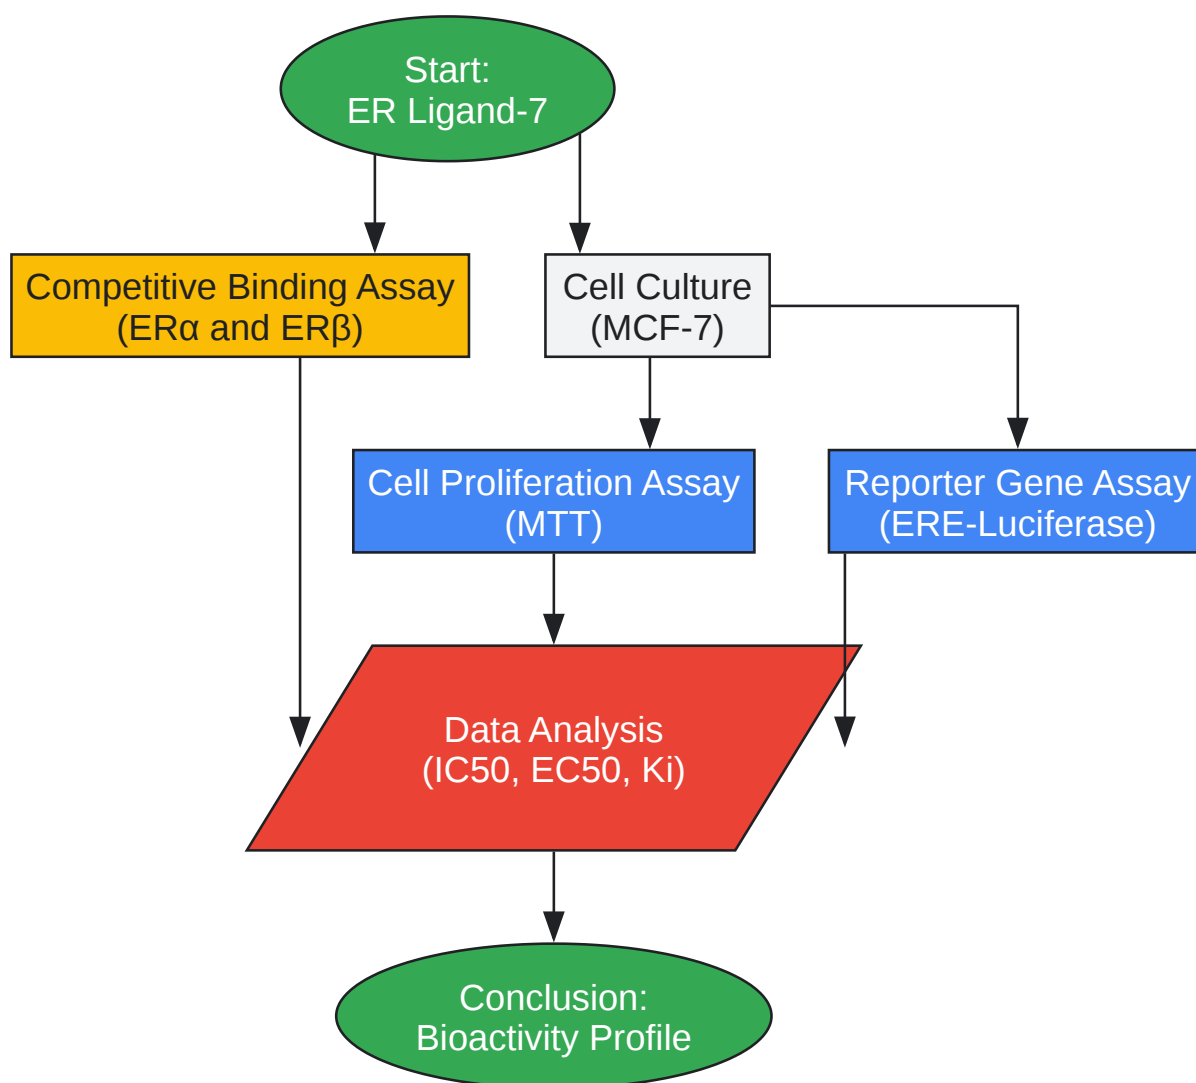 Start:
ER Ligand-7
Competitive Binding Assay
(ERα and ERβ)
Cell Culture
(MCF-7)
Cell Proliferation Assay
(MTT)
Reporter Gene Assay
(ERE-Luciferase)
Data Analysis
(IC50, EC50, Ki)
Conclusion:
Bioactivity Profile